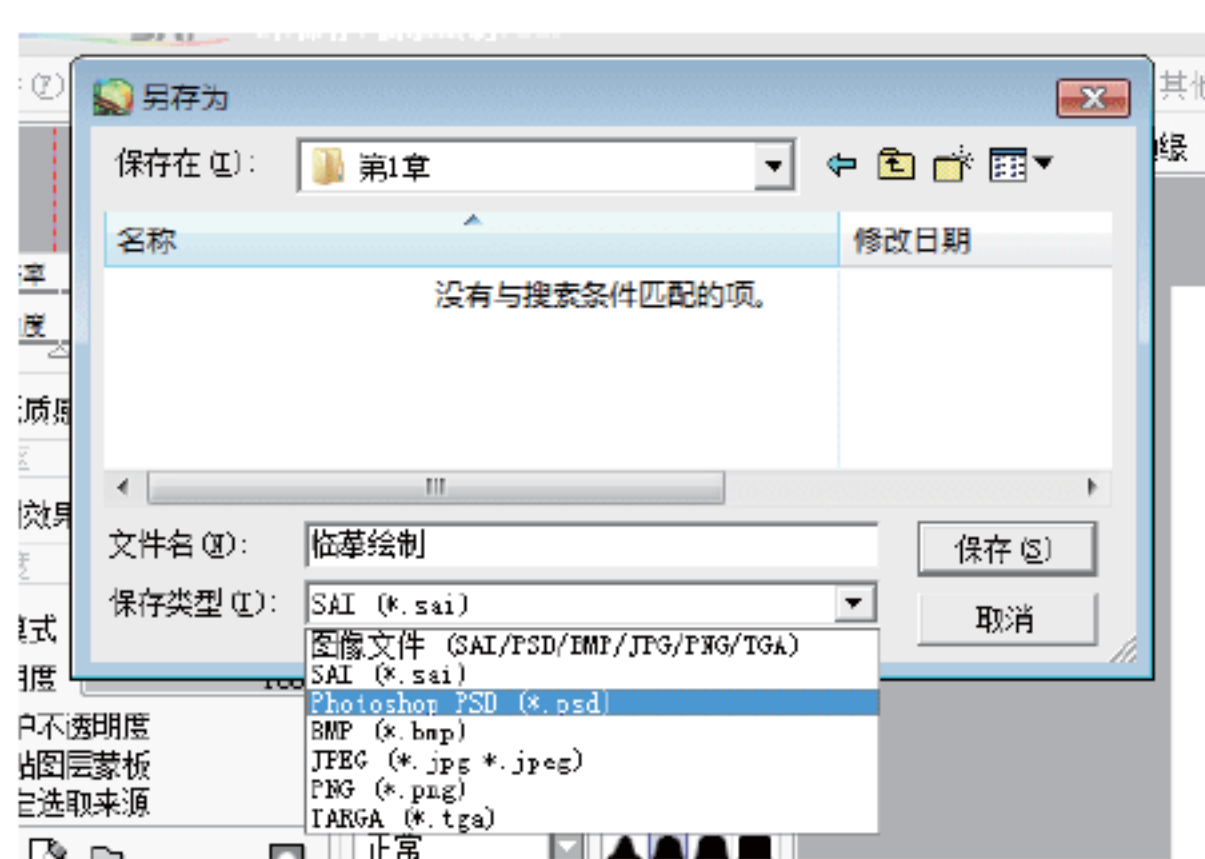 (F)
另存为
其他
保存在(I):
第1章
缘
名称
修改日期
率
没有与搜索条件匹配的项。
度
质感
效果
文件名(N):
临摹绘制
保存(S)
保存类型(T):
SAI (*.sai)
取消
模式
图像文件 (SAI/PSD/BMP/JPG/PNG/TGA)
SAI (*.sai)
明度
Photoshop PSD (*.psd)
不透明度
BMP (*.bmp)
图层蒙板
JPEG (*.jpg *.jpeg)
PNG (*.png)
定选取来源
TARGA (*.tga)
正常